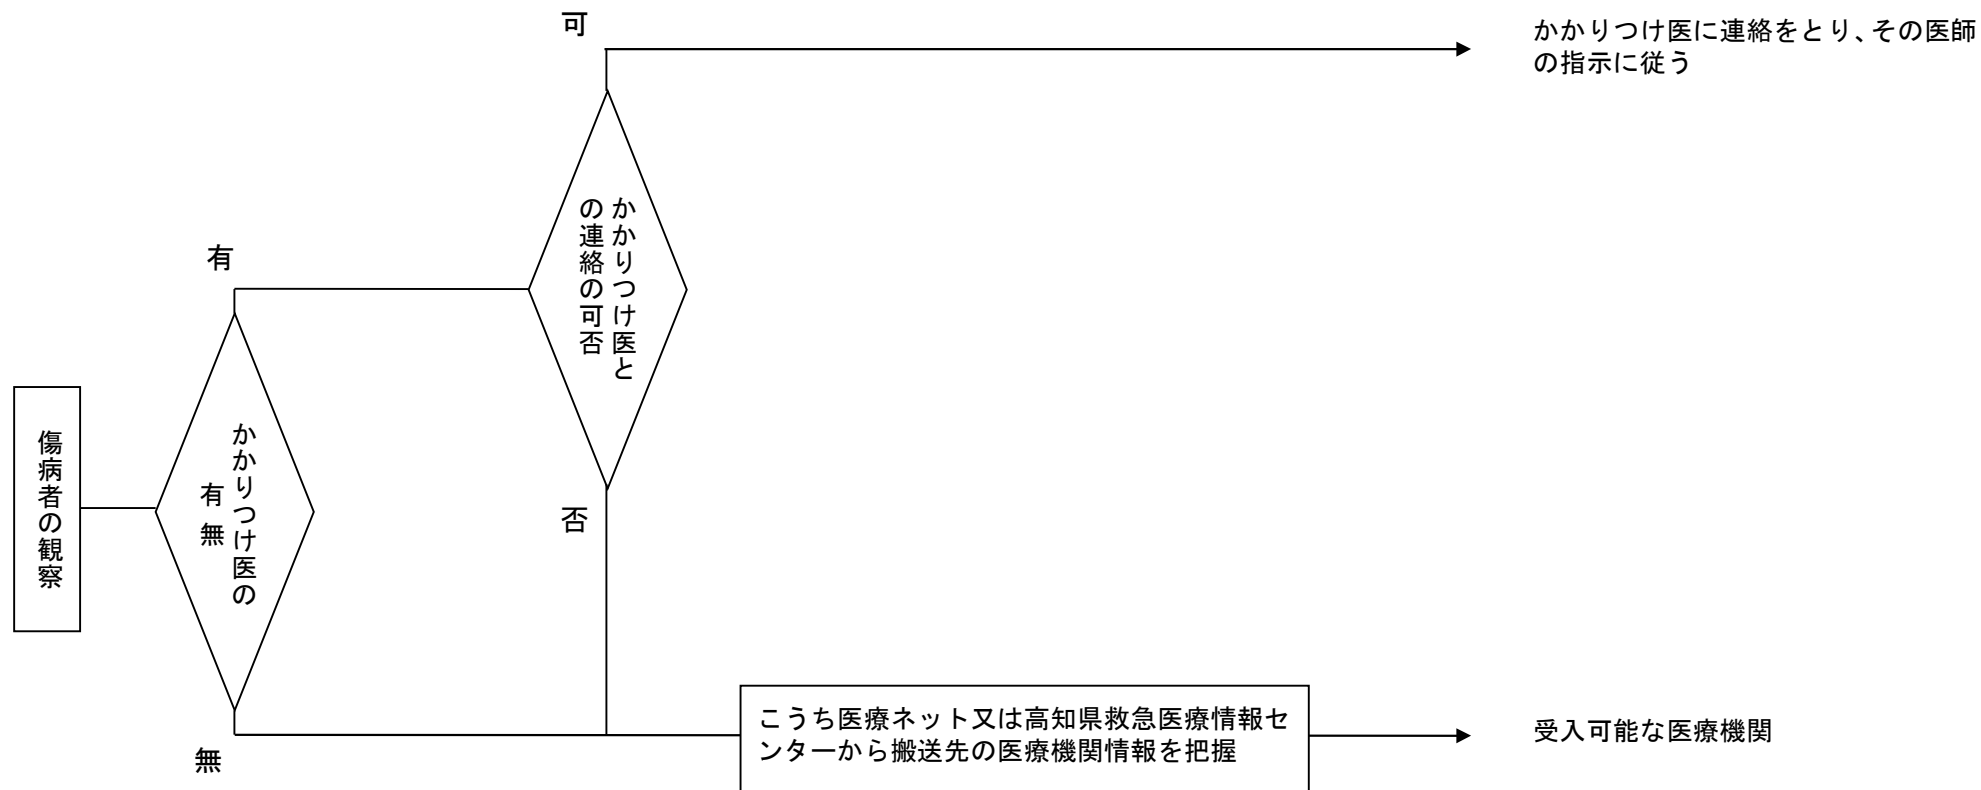 可
かかりつけ医に連絡をとり、その医師
の指示に従う
かかりつけ医と
の連絡の可否
有
傷病者の観察
かかりつけ医の
有無
否
無
こうち医療ネット又は高知県救急医療情報セ
ンターから搬送先の医療機関情報を把握
受入可能な医療機関